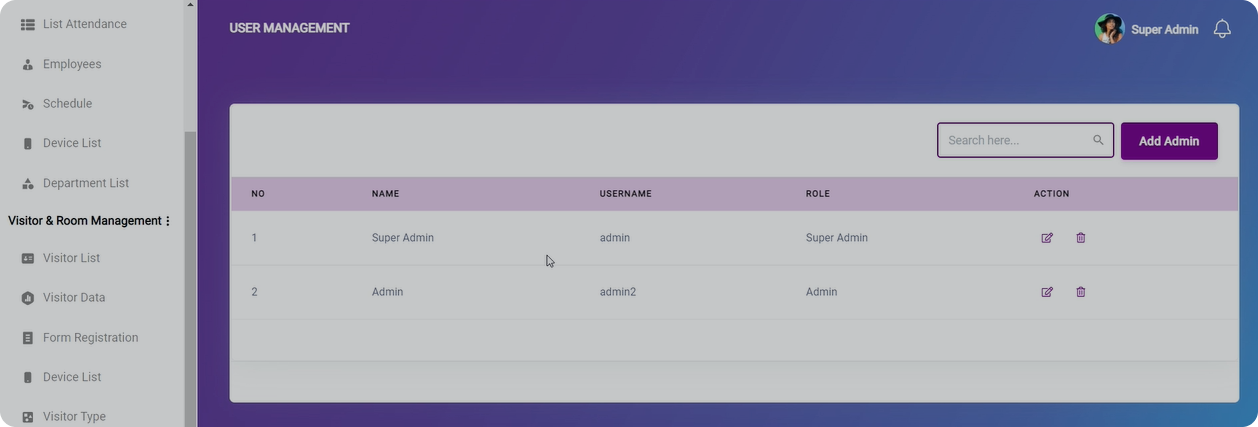 List Attendance
Employees
Schedule
Device List
Department List
Visitor & Room Management
Visitor List
Visitor Data
Form Registration
Device List
Visitor Type
USER MANAGEMENT
Super Admin
Search here...
Add Admin
NO NAME USERNAME ROLE ACTION
1 Super Admin admin Super Admin
2 Admin admin2 Admin